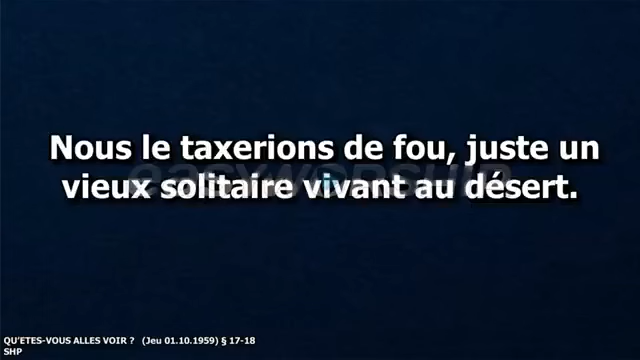 Nous le taxerions de fou, juste un
vieux solitaire vivant au désert.
easyworship
QU'ETES-VOUS ALLES VOIR ? (Jeu 01.10.1959) § 17-18
SHP